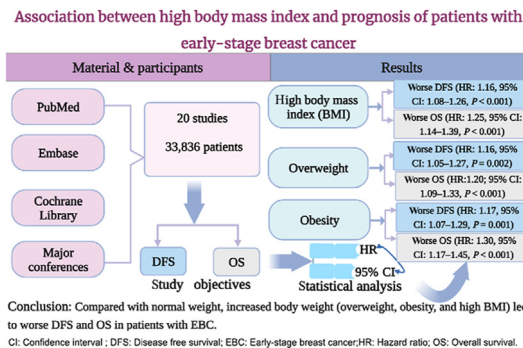 Association between high body mass index and prognosis of patients with
early-stage breast cancer
Material & participants
Results
PubMed
Embase
Cochrane
Library
Major
conferences
20 studies
33,836 patients
DFS
OS
Study objectives
High body mass
index (BMI)
Worse DFS (HR: 1.16, 95%
CI: 1.08–1.26, P < 0.001)
Worse OS (HR: 1.25, 95% CI:
1.14–1.39, P < 0.001)
Overweight
Worse DFS (HR: 1.16, 95%
CI: 1.05–1.27, P = 0.002)
Worse OS (HR:1.20; 95% CI:
1.09–1.33, P < 0.001)
Obesity
Worse DFS (HR: 1.17, 95%
CI: 1.07–1.29, P = 0.001)
Worse OS (HR: 1.30, 95%
CI: 1.17–1.45, P < 0.001)
HR
95% CI
Statistical analysis
Conclusion: Compared with normal weight, increased body weight (overweight, obesity, and high BMI) led
to worse DFS and OS in patients with EBC.
CI: Confidence interval ; DFS: Disease free survival; EBC: Early-stage breast cancer;HR: Hazard ratio; OS: Overall survival.